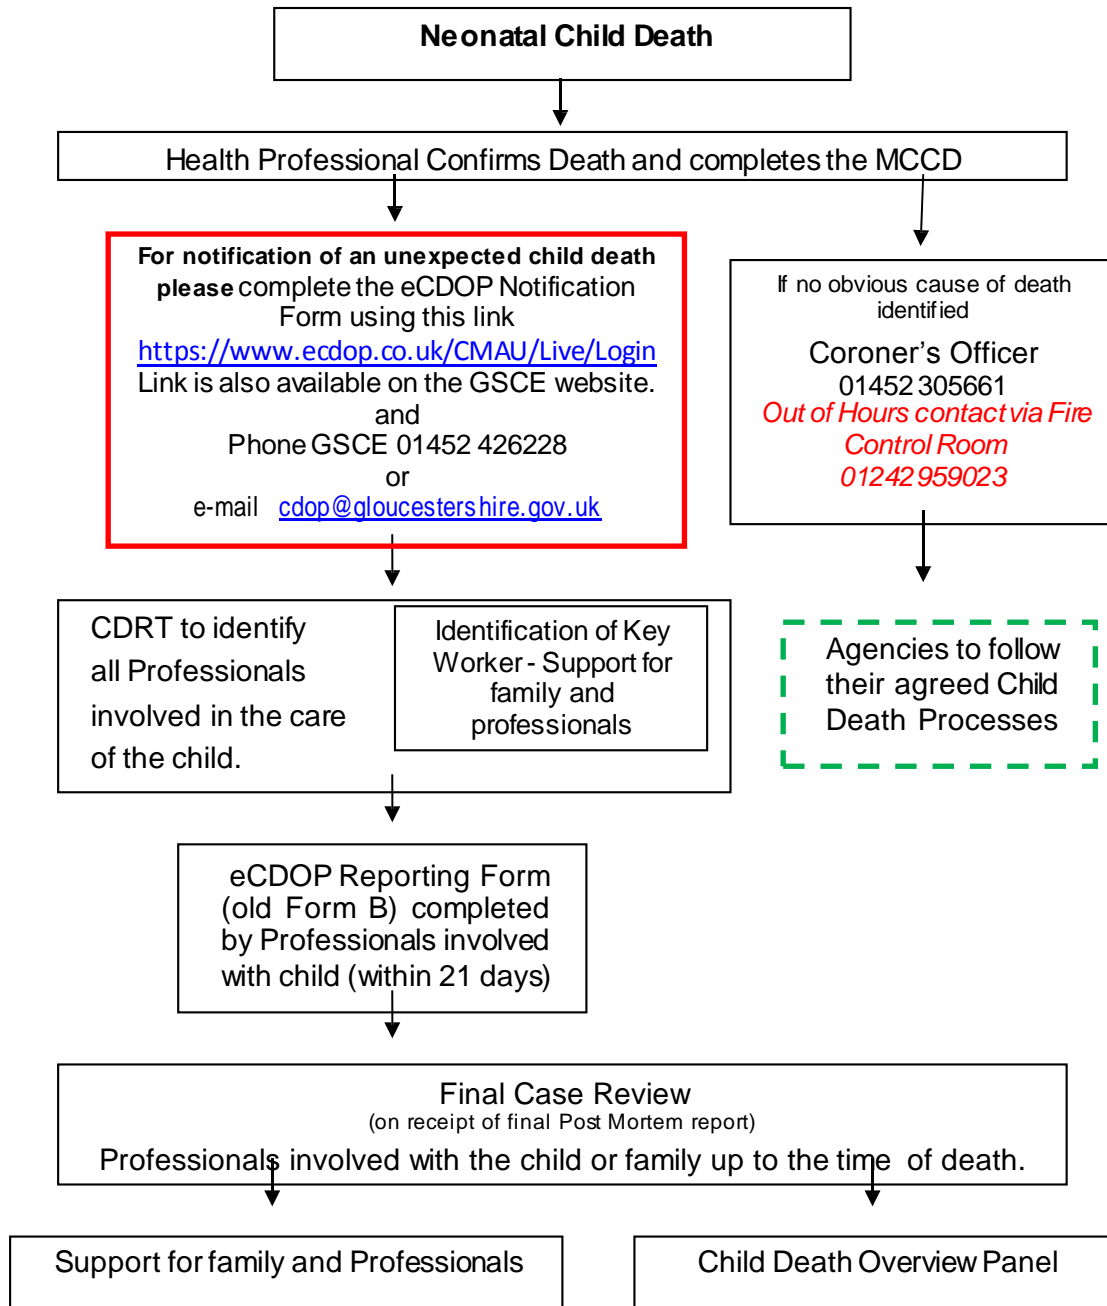 Neonatal Child Death
Health Professional Confirms Death and completes the MCCD
For notification of an unexpected child death
please complete the eCDOP Notification
Form using this link
https://www.ecdop.co.uk/CMAU/Live/Login
Link is also available on the GSCE website.
and
Phone GSCE 01452 426228
or
e-mail cdop@gloucestershire.gov.uk
If no obvious cause of death
identified
Coroner's Officer
01452 305661
Out of Hours contact via Fire
Control Room
01242 959023
CDRT to identify
all Professionals
involved in the care
of the child.
Identification of Key
Worker - Support for
family and
professionals
Agencies to follow
their agreed Child
Death Processes
eCDOP Reporting Form
(old Form B) completed
by Professionals involved
with child (within 21 days)
Final Case Review
(on receipt of final Post Mortem report)
Professionals involved with the child or family up to the time of death.
Support for family and Professionals
Child Death Overview Panel